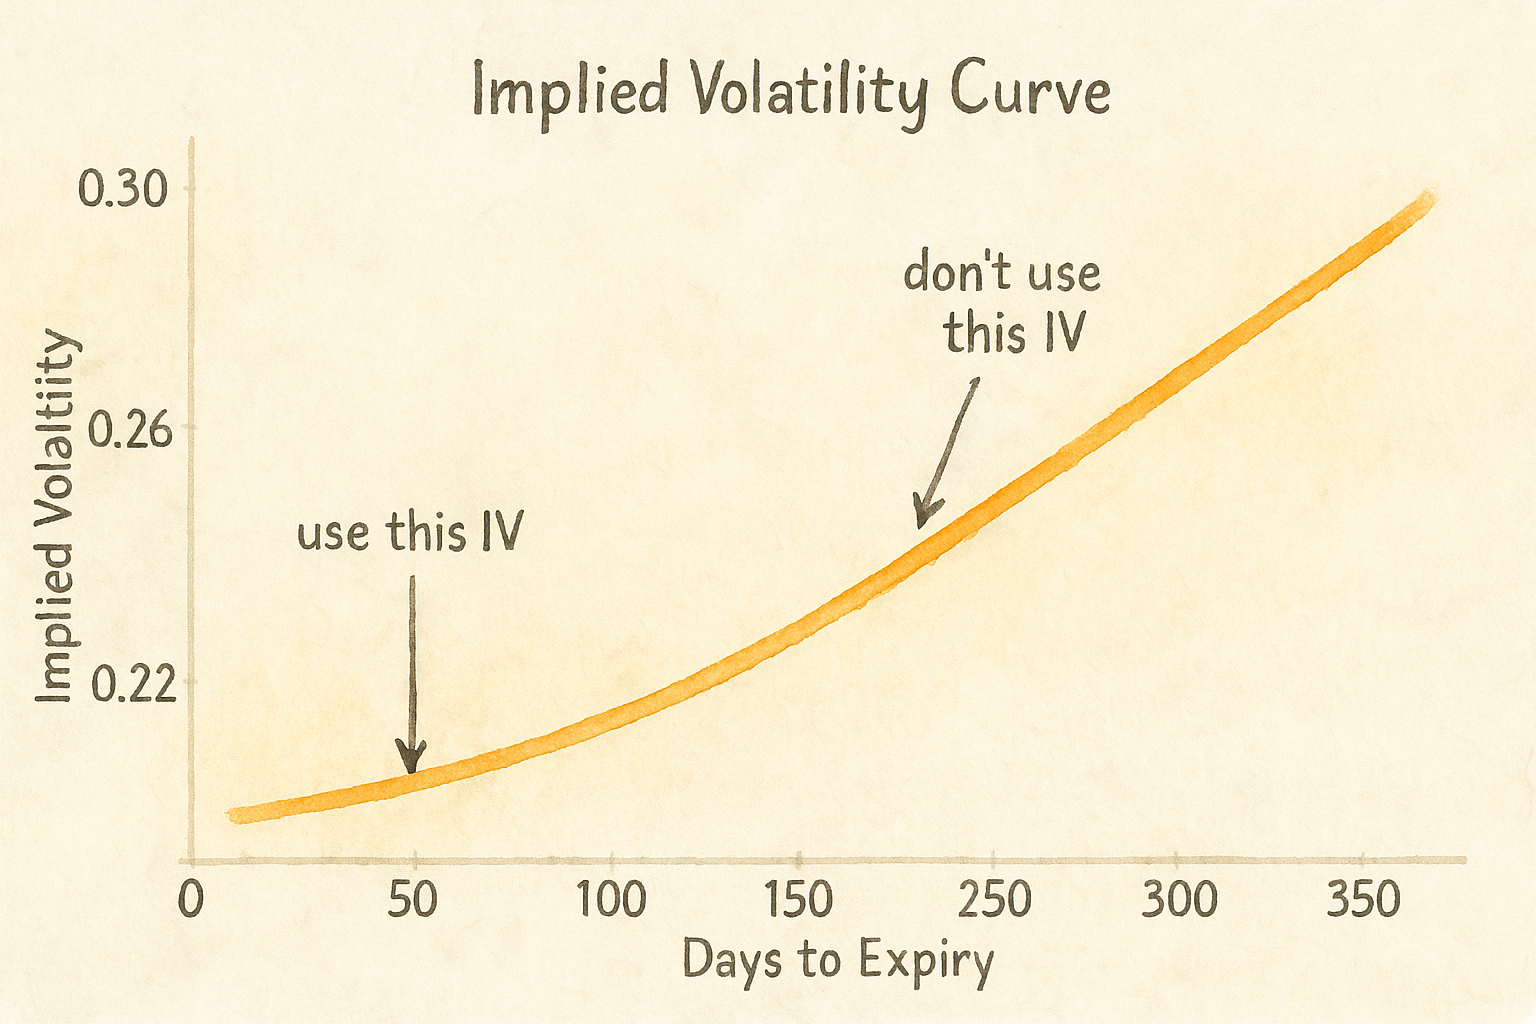 Implied Volatility Curve
0.30
don't use
this IV
Implied Volaltiity
0.26
use this IV
0.22
0
50
100
150
250
300
350
Days to Expiry